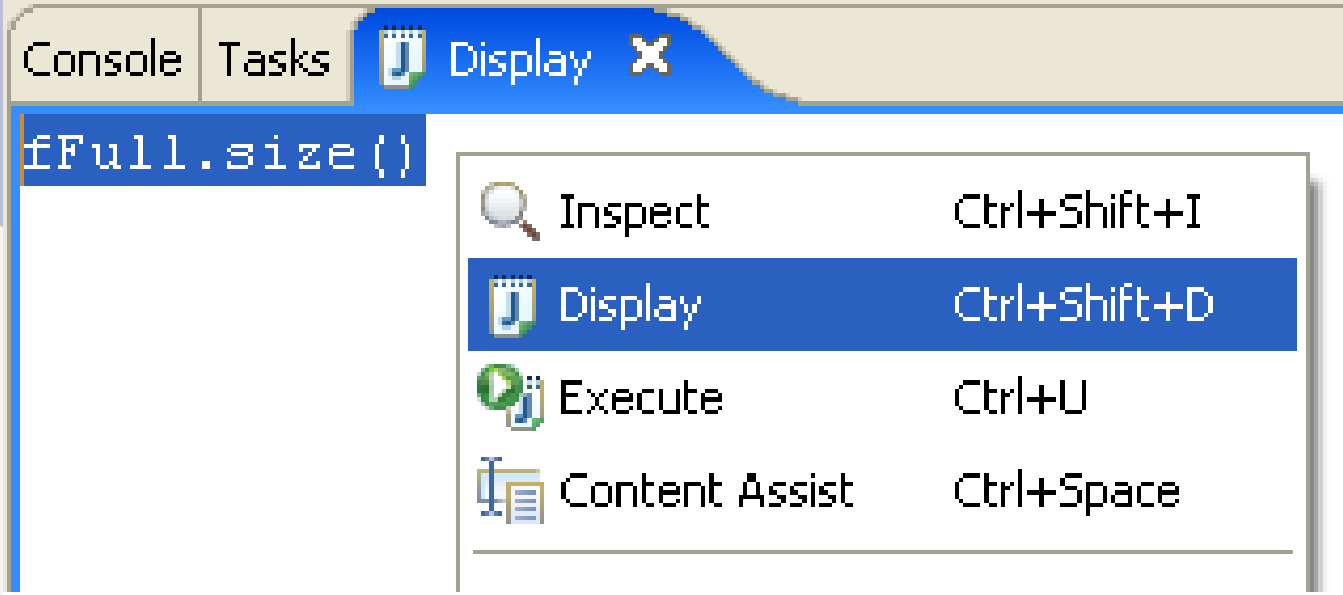 Console Tasks Display
fFull.size()
Inspect Ctrl+Shift+I
Display Ctrl+Shift+D
Execute Ctrl+U
Content Assist Ctrl+Space